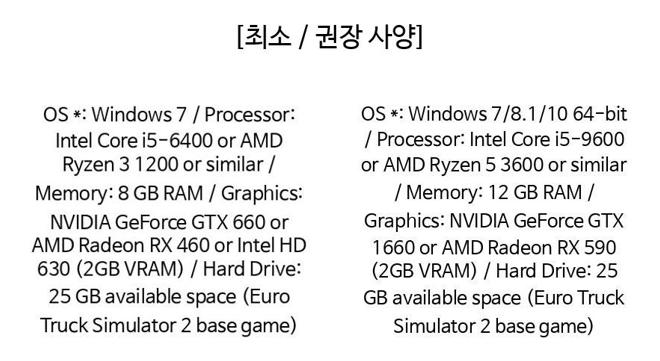 [최소 / 권장 사양]
OS *: Windows 7 / Processor:
Intel Core i5-6400 or AMD
Ryzen 3 1200 or similar /
Memory: 8 GB RAM / Graphics:
NVIDIA GeForce GTX 660 or
AMD Radeon RX 460 or Intel HD
630 (2GB VRAM) / Hard Drive:
25 GB available space (Euro
Truck Simulator 2 base game)
OS *: Windows 7/8.1/10 64-bit
/ Processor: Intel Core i5-9600
or AMD Ryzen 5 3600 or similar
/ Memory: 12 GB RAM /
Graphics: NVIDIA GeForce GTX
1660 or AMD Radeon RX 590
(2GB VRAM) / Hard Drive: 25
GB available space (Euro Truck
Simulator 2 base game)